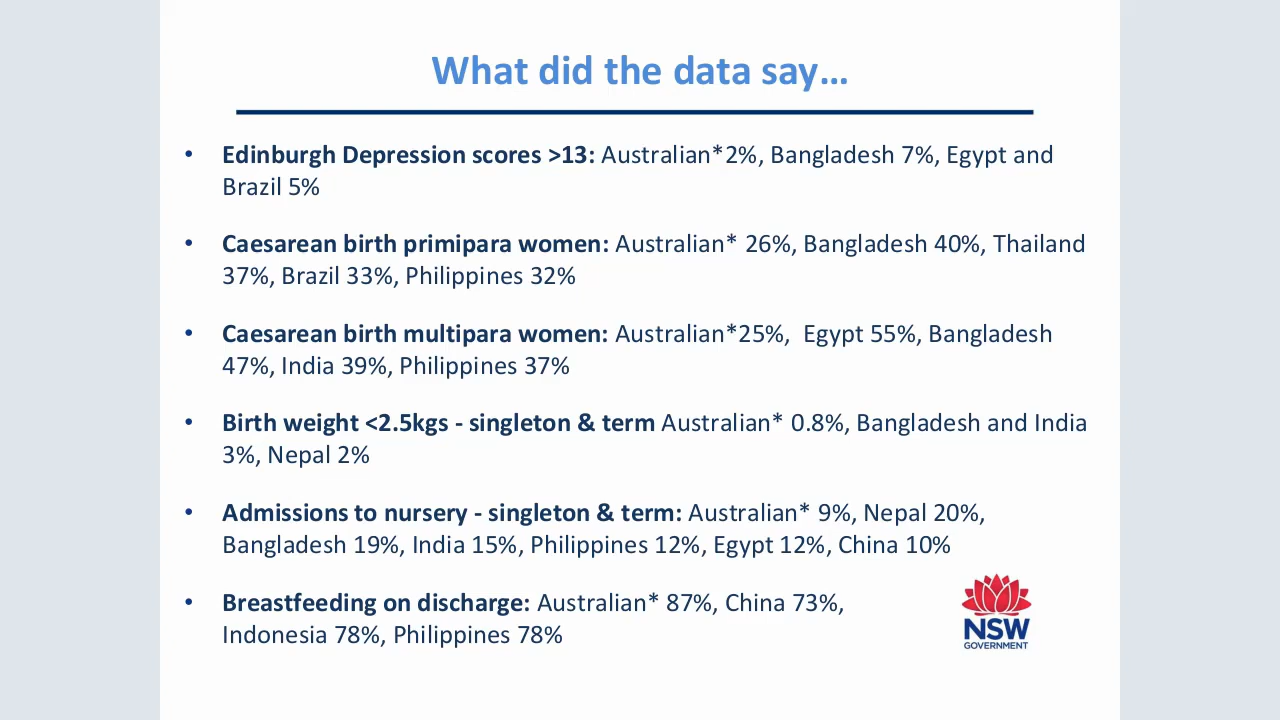 What did the data say…
• Edinburgh Depression scores >13: Australian*2%, Bangladesh 7%, Egypt and
Brazil 5%
• Caesarean birth primipara women: Australian* 26%, Bangladesh 40%, Thailand
37%, Brazil 33%, Philippines 32%
• Caesarean birth multipara women: Australian*25%,  Egypt 55%, Bangladesh
47%, India 39%, Philippines 37%
• Birth weight <2.5kgs - singleton & term Australian* 0.8%, Bangladesh and India
3%, Nepal 2%
• Admissions to nursery - singleton & term: Australian* 9%, Nepal 20%,
Bangladesh 19%, India 15%, Philippines 12%, Egypt 12%, China 10%
• Breastfeeding on discharge: Australian* 87%, China 73%,
Indonesia 78%, Philippines 78%
NSW
GOVERNMENT